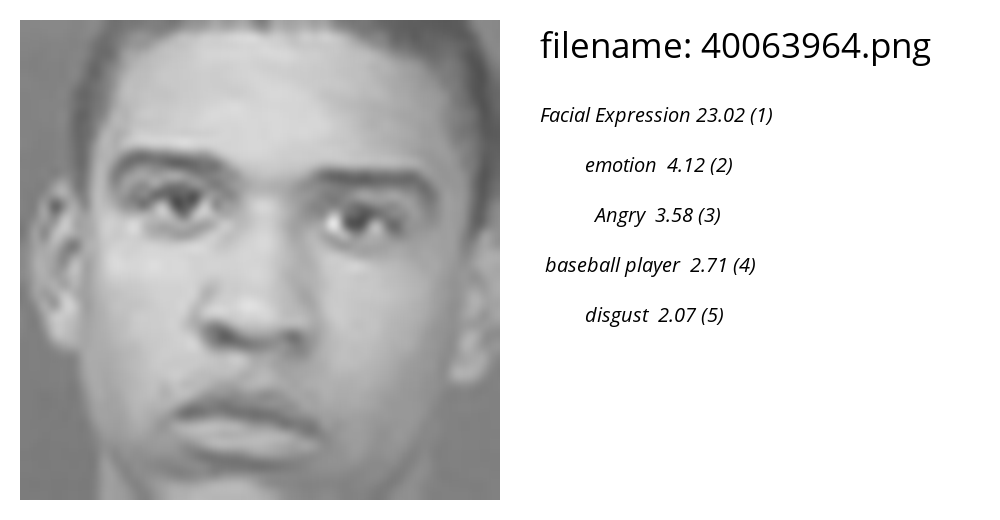 filename: 40063964.png
Facial Expression 23.02 (1)
emotion 4.12 (2)
Angry 3.58 (3)
baseball player 2.71 (4)
disgust 2.07 (5)